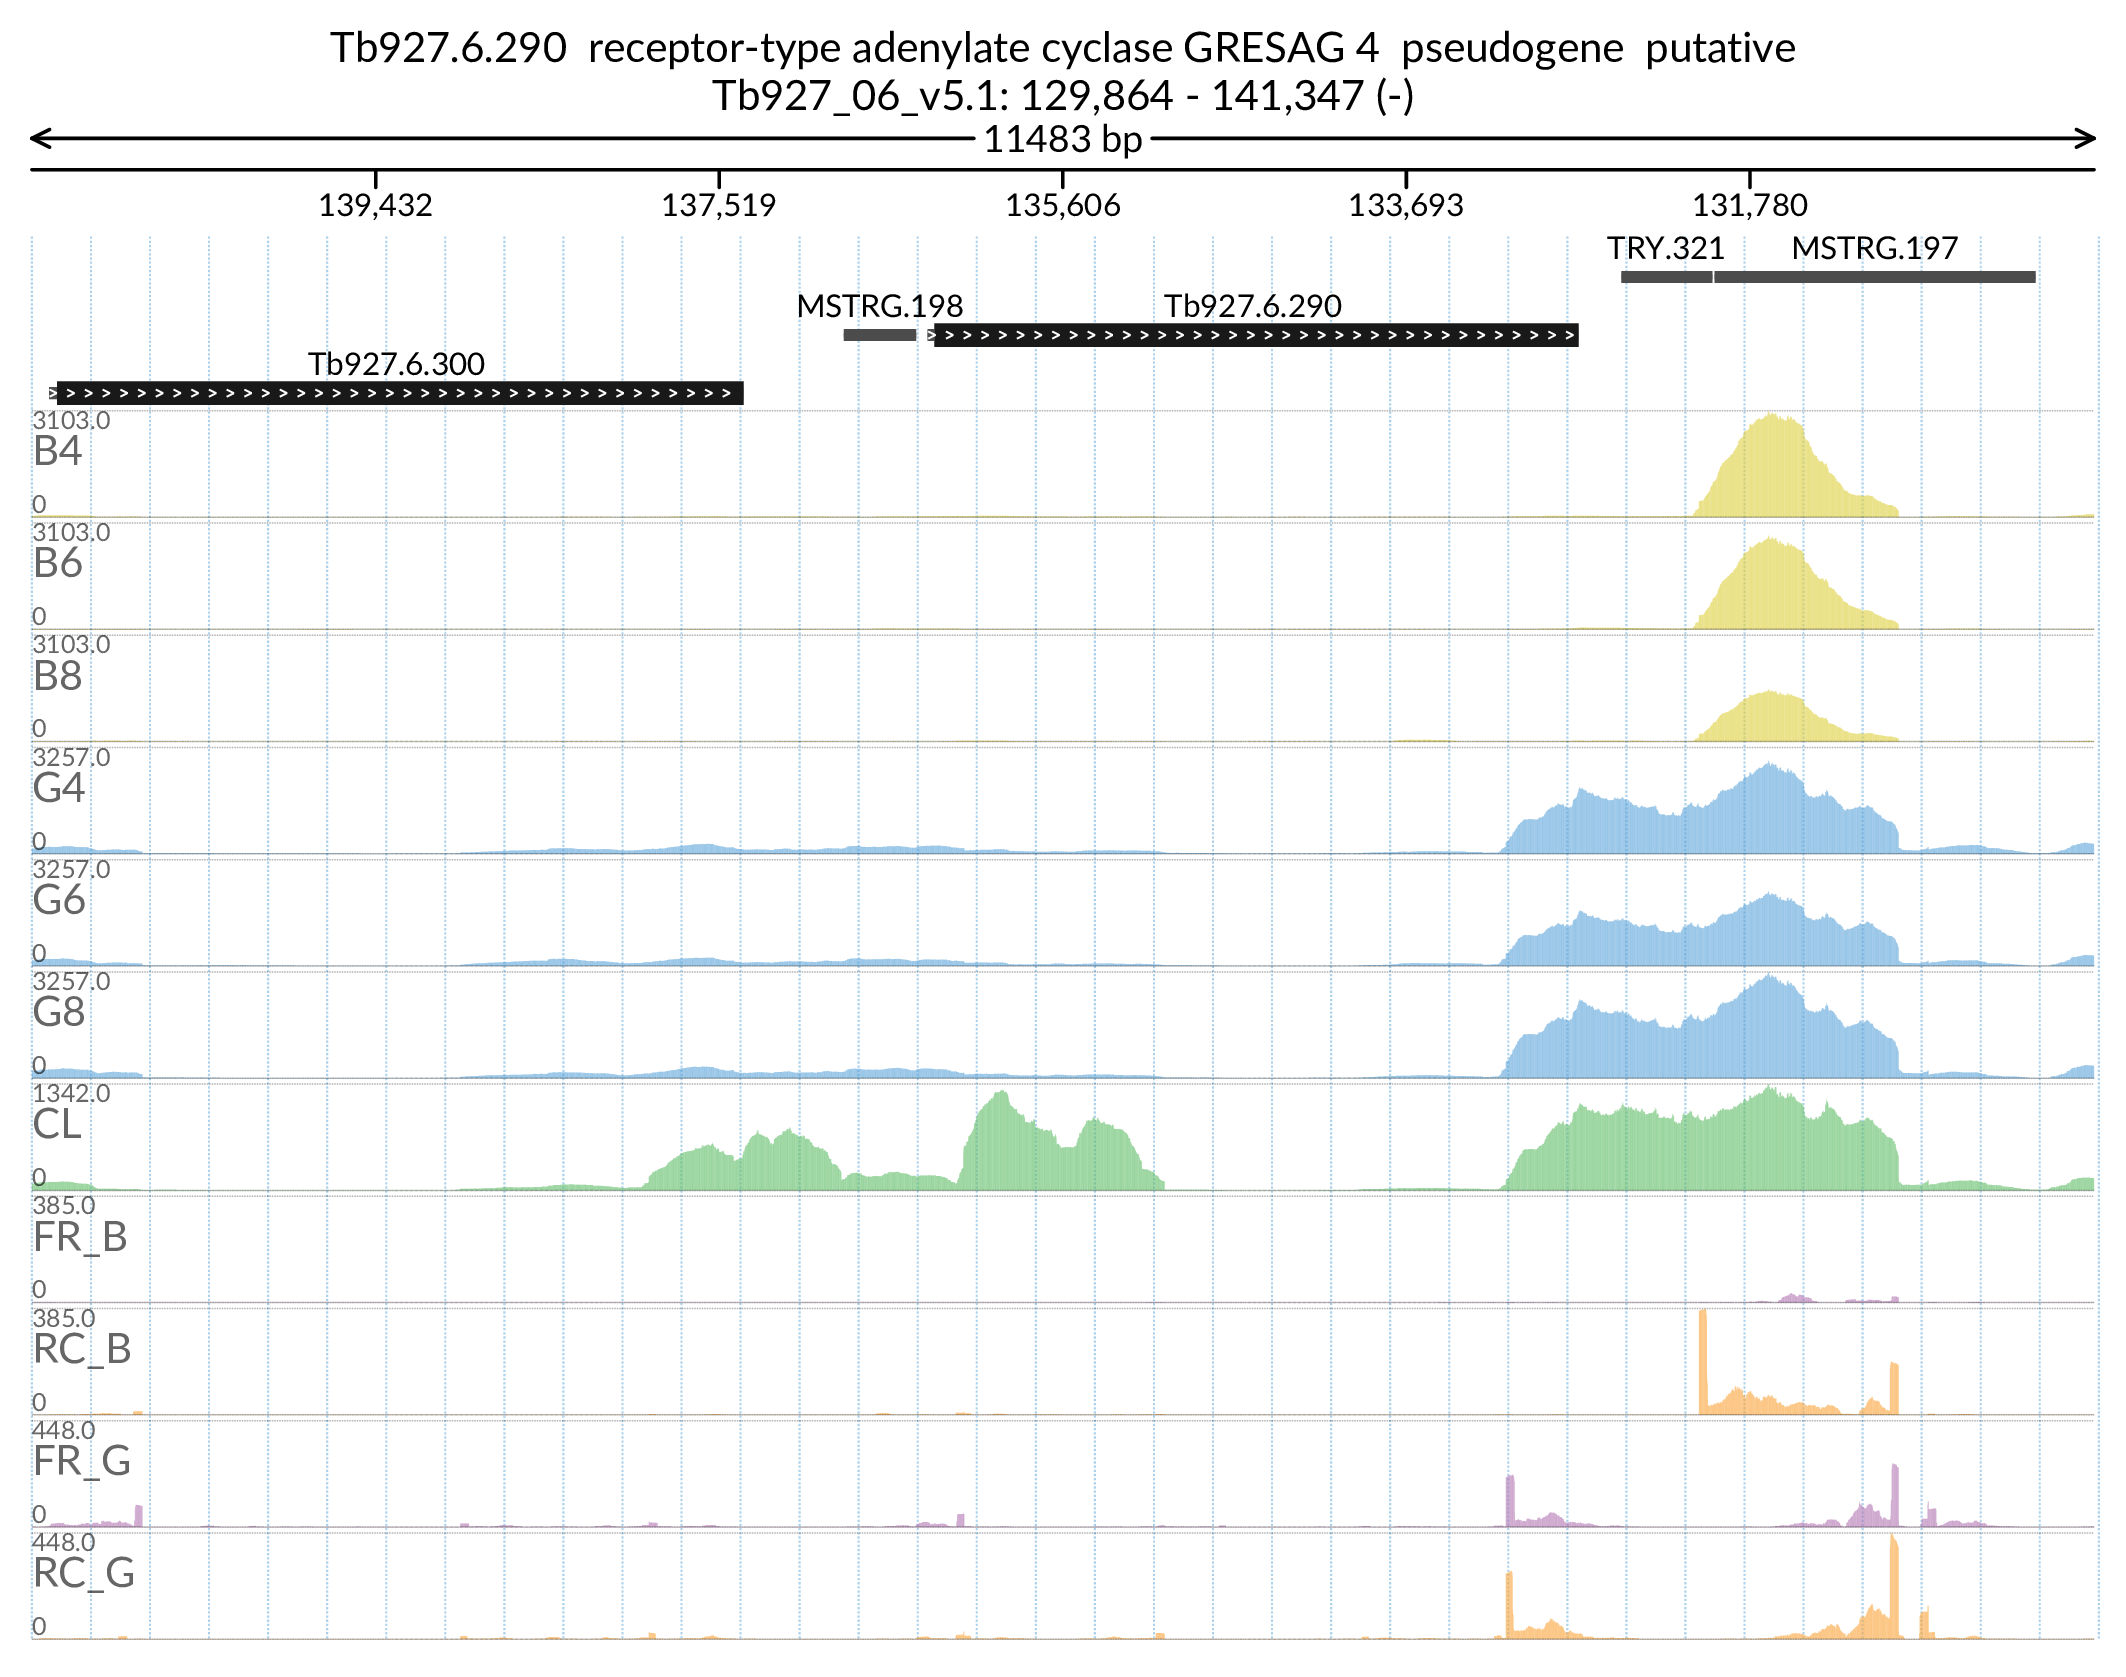 Tb927.6.290 receptor-type adenylate cyclase GRESAG 4 pseudogene putative
Tb927_06_v5.1: 129,864 - 141,347 (-)
11483 bp
139,432 137,519 135,606 133,693 131,780
TRY.321 MSTRG.197
MSTRG.198 Tb927.6.290
Tb927.6.300
3103.0
B4
0
3103.0
B6
0
3103.0
B8
0
3257.0
G4
0
3257.0
G6
0
3257.0
G8
0
1342.0
CL
0
385.0
FR_B
0
385.0
RC_B
0
448.0
FR_G
0
448.0
RC_G
0